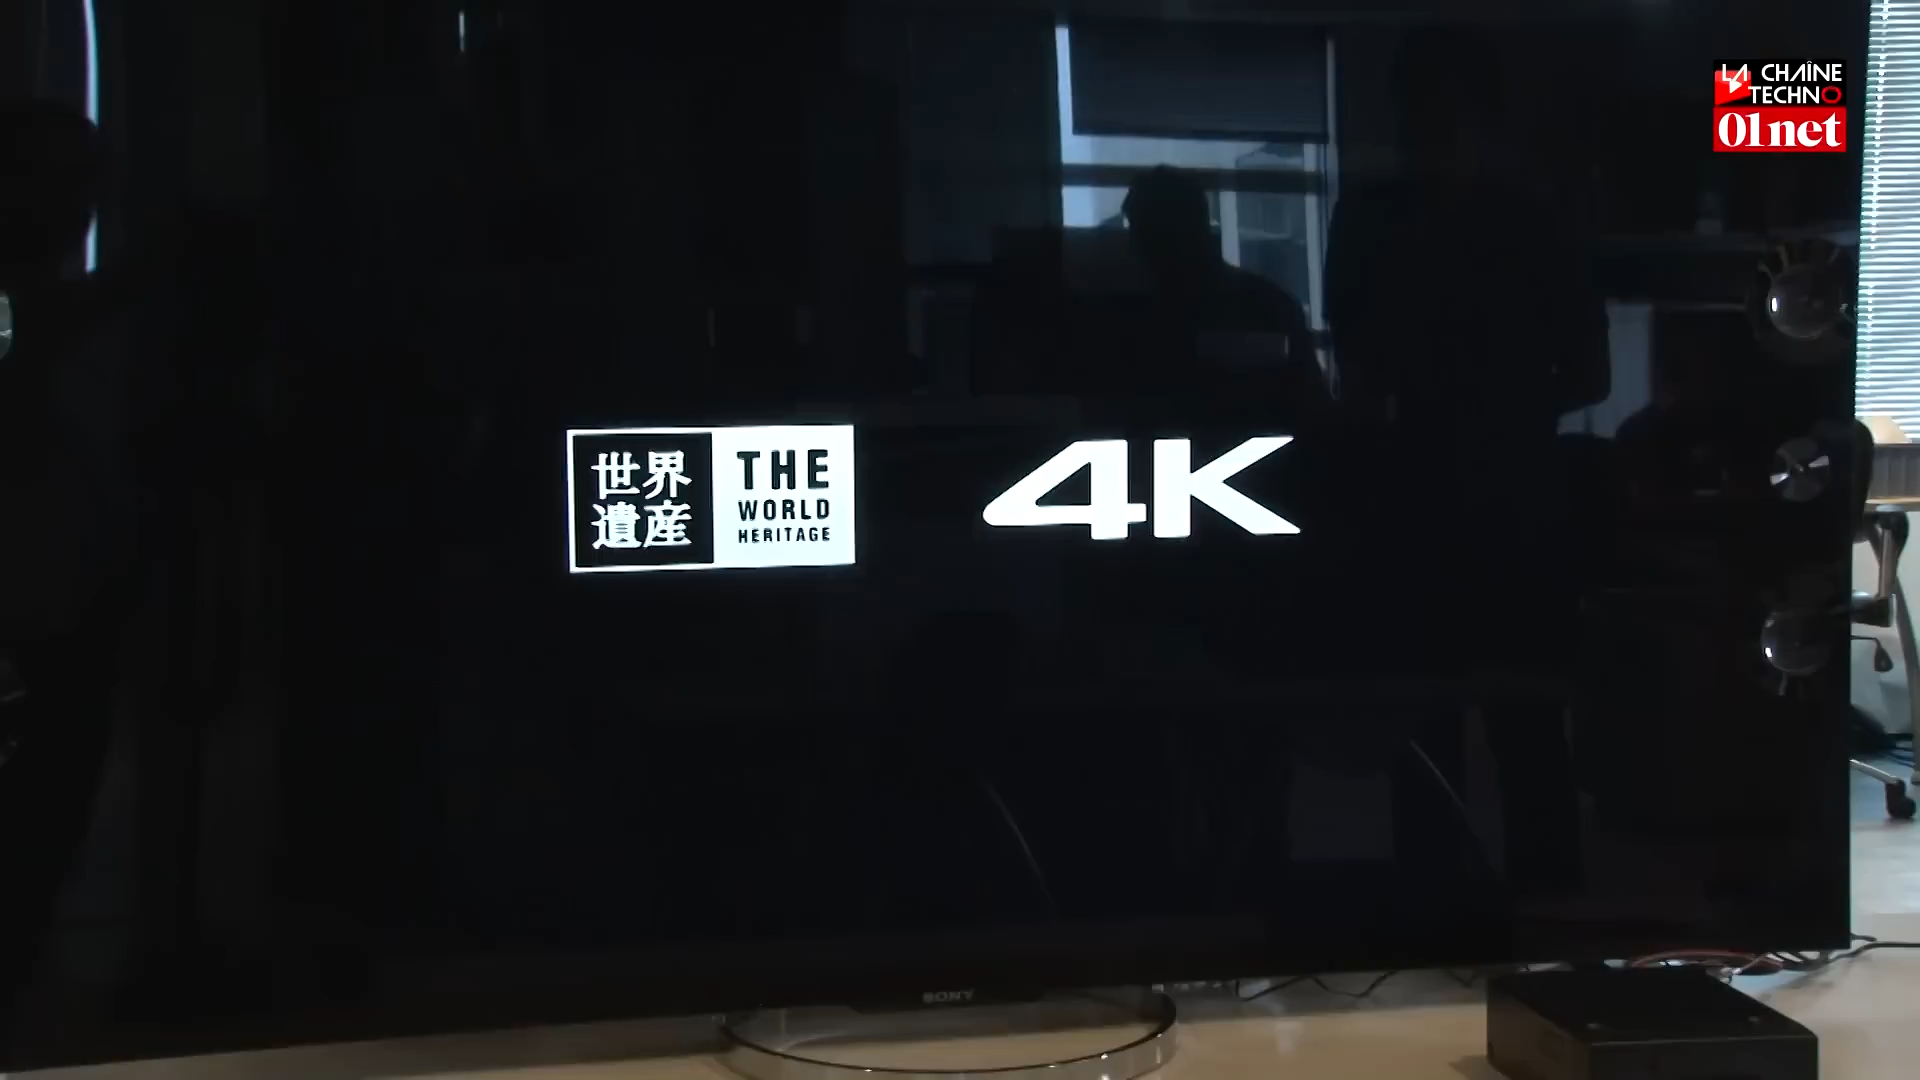 LA CHAÎNE
TECHNO
01net
世界
遺産
THE
WORLD
HERITAGE
4K
SONY